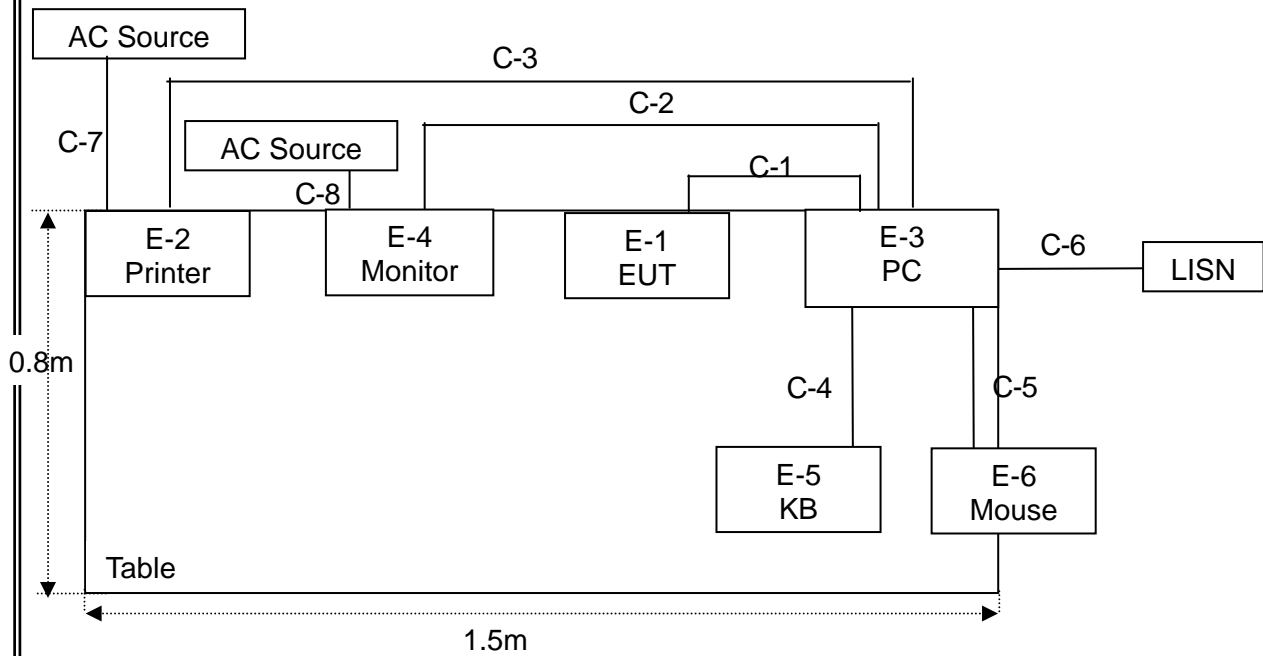 AC Source
C-3
C-2
C-7
AC Source
C-1
C-8
E-2
Printer
E-4
Monitor
E-1
EUT
E-3
PC
C-6
LISN
0.8m
C-4
C-5
E-5
KB
E-6
Mouse
Table
1.5m